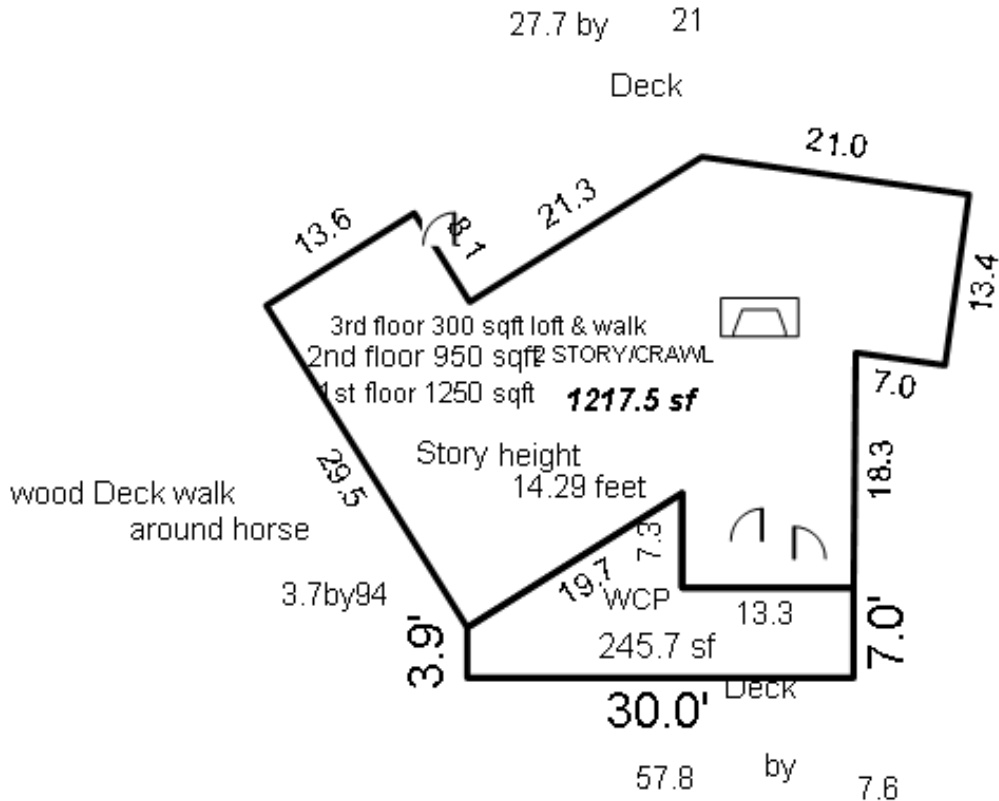 27.7 by 21
Deck
21.0
13.6
8.1
21.3
13.4
3rd floor 300 sqft loft & walk
2nd floor 950 sqft
2 STORY/CRAWL
1st floor 1250 sqft
1217.5 sf
7.0
Story height
14.29 feet
29.5
18.3
wood Deck walk
around horse
7.3
19.7
3.7by94
WCP
13.3
3.9'
245.7 sf
7.0'
Deck
30.0'
57.8 by 7.6